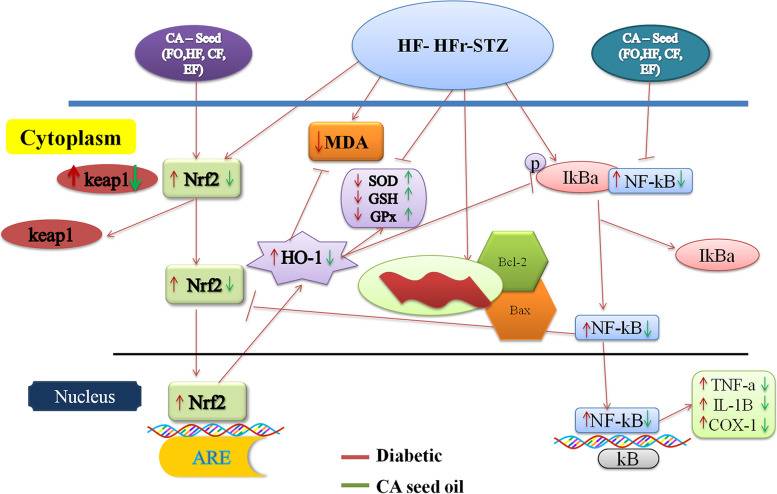 CA – Seed
(FO,HF, CF,
EF)
HF- HFr-STZ
CA – Seed
(FO,HF, CF,
EF)
Cytoplasm
↓MDA
↑keap1↓
↑Nrf2↓
↓SOD↑
↓GSH↑
↓GPx↑
p
IkBa
↑NF-kB↓
keap1
↑HO-1↓
Bcl-2
IkBa
↑Nrf2↓
Bax
↑NF-kB↓
Nucleus
↑Nrf2
↑TNF-a↓
↑IL-1B↓
↑COX-1↓
↑NF-kB↓
ARE
kB
Diabetic
CA seed oil